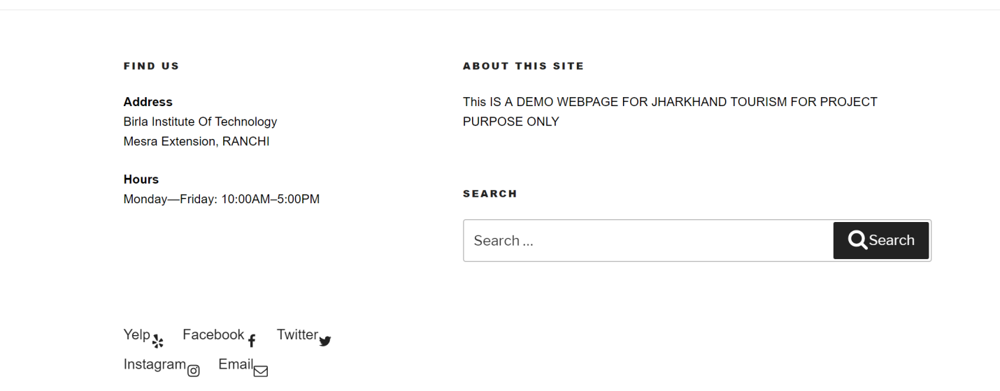 FIND US
Address
Birla Institute Of Technology
Mesra Extension, RANCHI
Hours
Monday—Friday: 10:00AM–5:00PM
ABOUT THIS SITE
This IS A DEMO WEBPAGE FOR JHARKHAND TOURISM FOR PROJECT
PURPOSE ONLY
SEARCH
Search …
Search
Yelp Facebook Twitter
Instagram Email